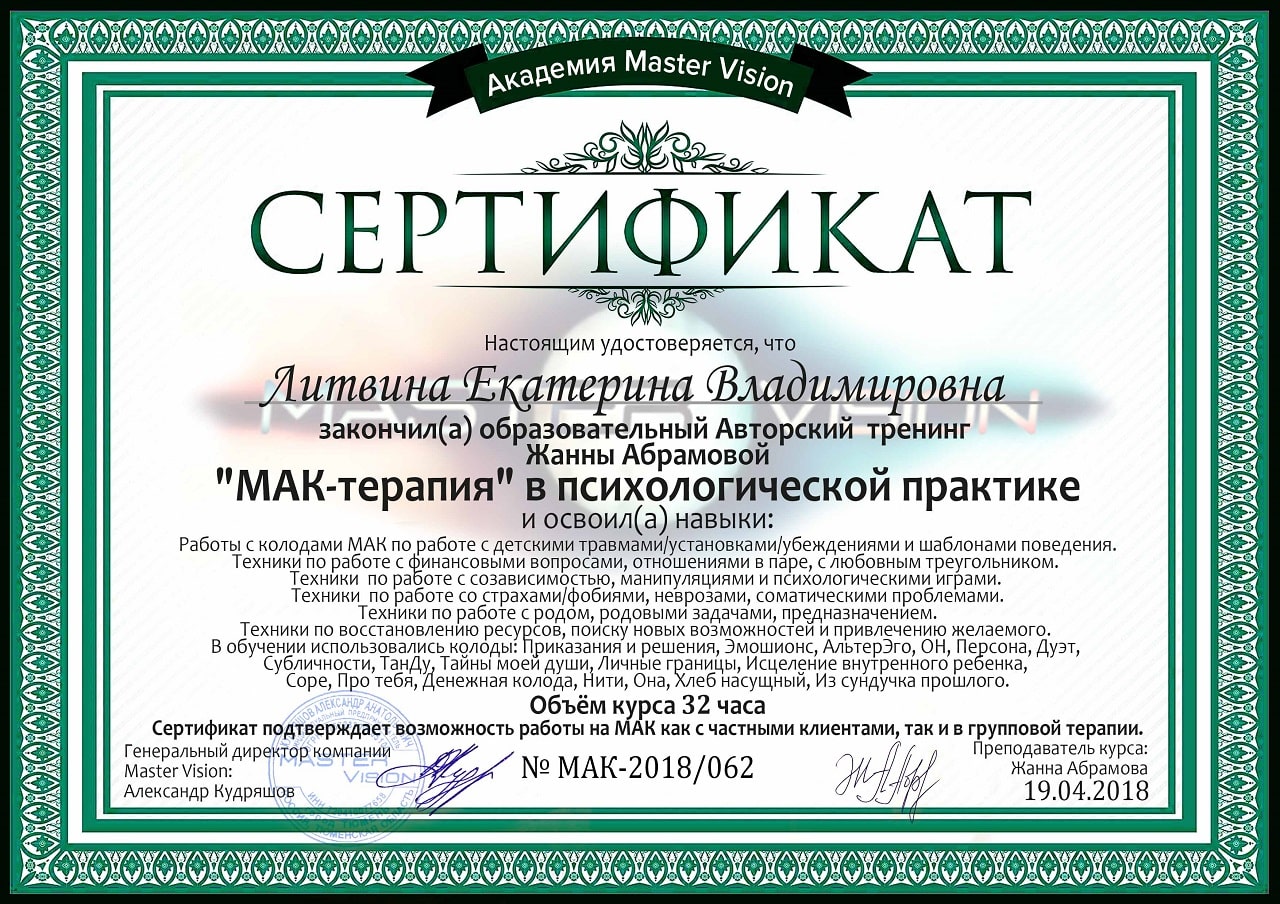 Академия Master Vision
СЕРТИФИКАТ
Настоящим удостоверяется, что
Литвина Екатерина Владимировна
MASTER VISION
закончил(а) образовательный Авторский тренинг
Жанны Абрамовой
"МАК-терапия" в психологической практике
и освоил(а) навыки:
Работы с колодами МАК по работе с детскими травмами/установками/убеждениями и шаблонами поведения.
Техники по работе с финансовыми вопросами, отношениями в паре, с любовным треугольником.
Техники по работе с созависимостью, манипуляциями и психологическими играми.
Техники по работе со страхами/фобиями, неврозами, соматическими проблемами.
Техники по работе с родом, родовыми задачами, предназначением.
Техники по восстановлению ресурсов, поиску новых возможностей и привлечению желаемого.
В обучении использовались колоды: Приказания и решения, Эмошионс, АльтерЭго, ОН, Персона, Дуэт,
Субличности, ТанДу, Тайны моей души, Личные границы, Исцеление внутреннего ребенка,
Соре, Про тебя, Денежная колода, Нити, Она, Хлеб насущный, Из сундучка прошлого.
Объём курса 32 часа
Сертификат подтверждает возможность работы на МАК как с частными клиентами, так и в групповой терапии.
Генеральный директор компании
Master Vision:
Александр Кудряшов
MASTER
VISION
№ МАК-2018/062
Преподаватель курса:
Жанна Абрамова
19.04.2018